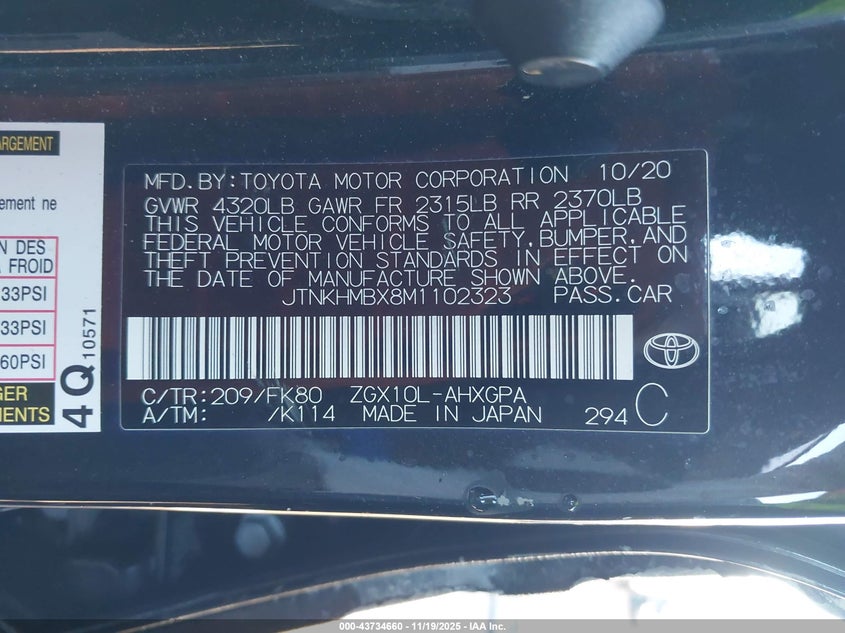 ARGEMENT
ement ne
N DES
A FROID
33PSI
33PSI
60PSI
GER
MENTS
4Q 10571
MFD.BY:TOYOTA MOTOR CORPORATION 10/20
GVWR 4320LB GAWR FR 2315LB RR 2370LB
THIS VEHICLE CONFORMS TO ALL APPLICABLE
FEDERAL MOTOR VEHICLE SAFETY,BUMPER,AND
THEFT PREVENTION STANDARDS IN EFFECT ON
THE DATE OF MANUFACTURE SHOWN ABOVE.
JTNKHMBX8M1102323 PASS.CAR
C/TR:209/FK80 ZGX10L-AHXGPA
A/TM: /K114 MADE IN JAPAN 294 C
000-43734660 - 11/19/2025 - IAA Inc.